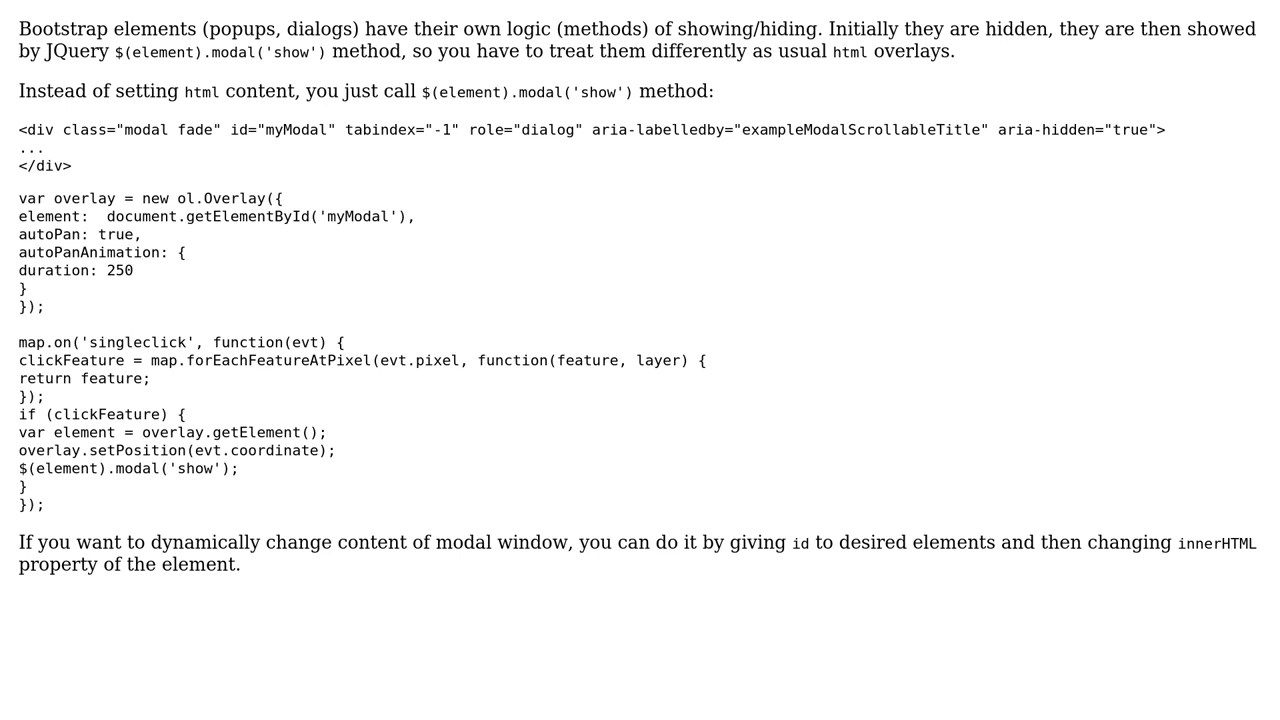 Bootstrap elements (popups, dialogs) have their own logic (methods) of showing/hiding. Initially they are hidden, they are then showed
by JQuery $(element).modal('show') method, so you have to treat them differently as usual html overlays.
Instead of setting html content, you just call $(element).modal('show') method:
<div class="modal fade" id="myModal" tabindex="-1" role="dialog" aria-labelledby="exampleModalScrollableTitle" aria-hidden="true">
...
</div>
var overlay = new ol.Overlay({
element:  document.getElementById('myModal'),
autoPan: true,
autoPanAnimation: {
duration: 250
}
});
map.on('singleclick', function(evt) {
clickFeature = map.forEachFeatureAtPixel(evt.pixel, function(feature, layer) {
return feature;
});
if (clickFeature) {
var element = overlay.getElement();
overlay.setPosition(evt.coordinate);
$(element).modal('show');
}
});
If you want to dynamically change content of modal window, you can do it by giving id to desired elements and then changing innerHTML
property of the element.